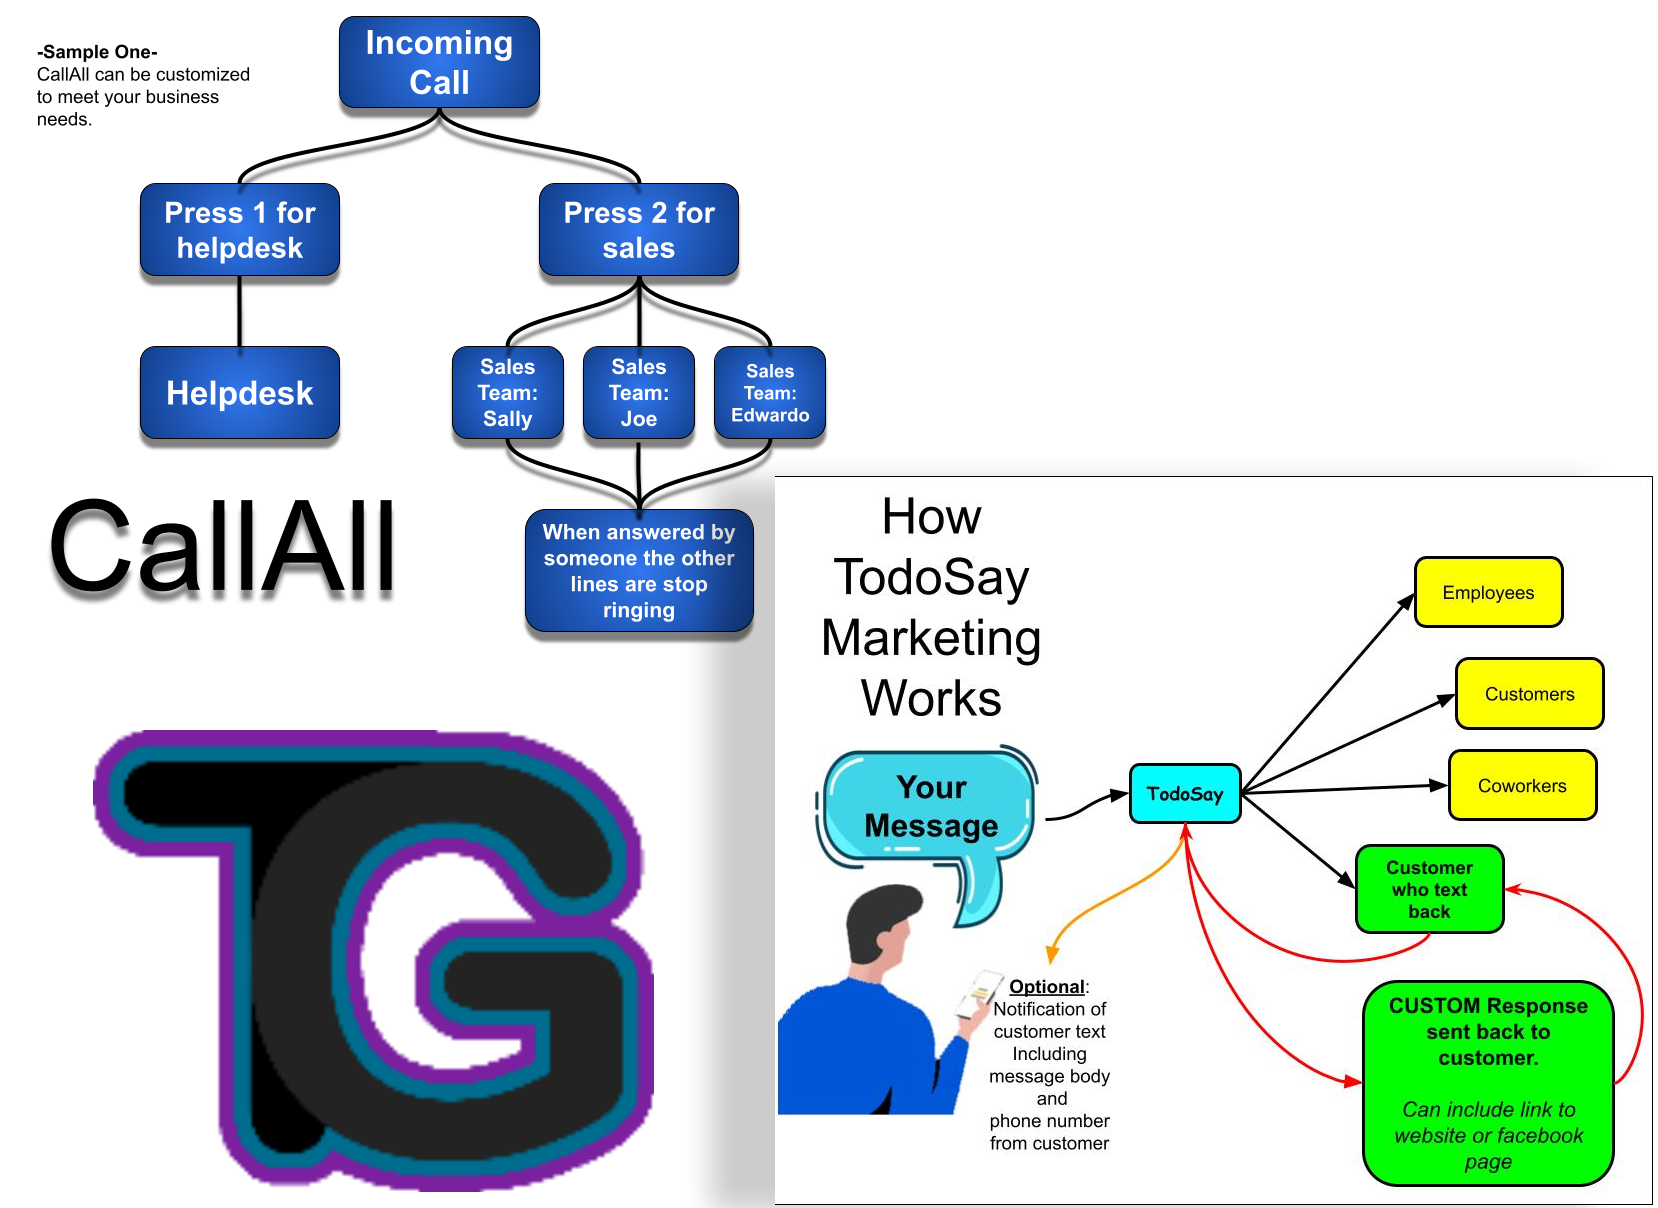 -Sample One-
CallAll can be customized
to meet your business
needs.
Incoming
Call
Press 1 for
helpdesk
Press 2 for
sales
Helpdesk
Sales
Team:
Sally
Sales
Team:
Joe
Sales
Team:
Edwardo
When answered by
someone the other
lines are stop
ringing
CallAll
TG
How
TodoSay
Marketing
Works
Your
Message
TodoSay
Employees
Customers
Coworkers
Customer
who text
back
CUSTOM Response
sent back to
customer.
Can include link to
website or facebook
page
Optional:
Notification of
customer text
Including
message body
and
phone number
from customer